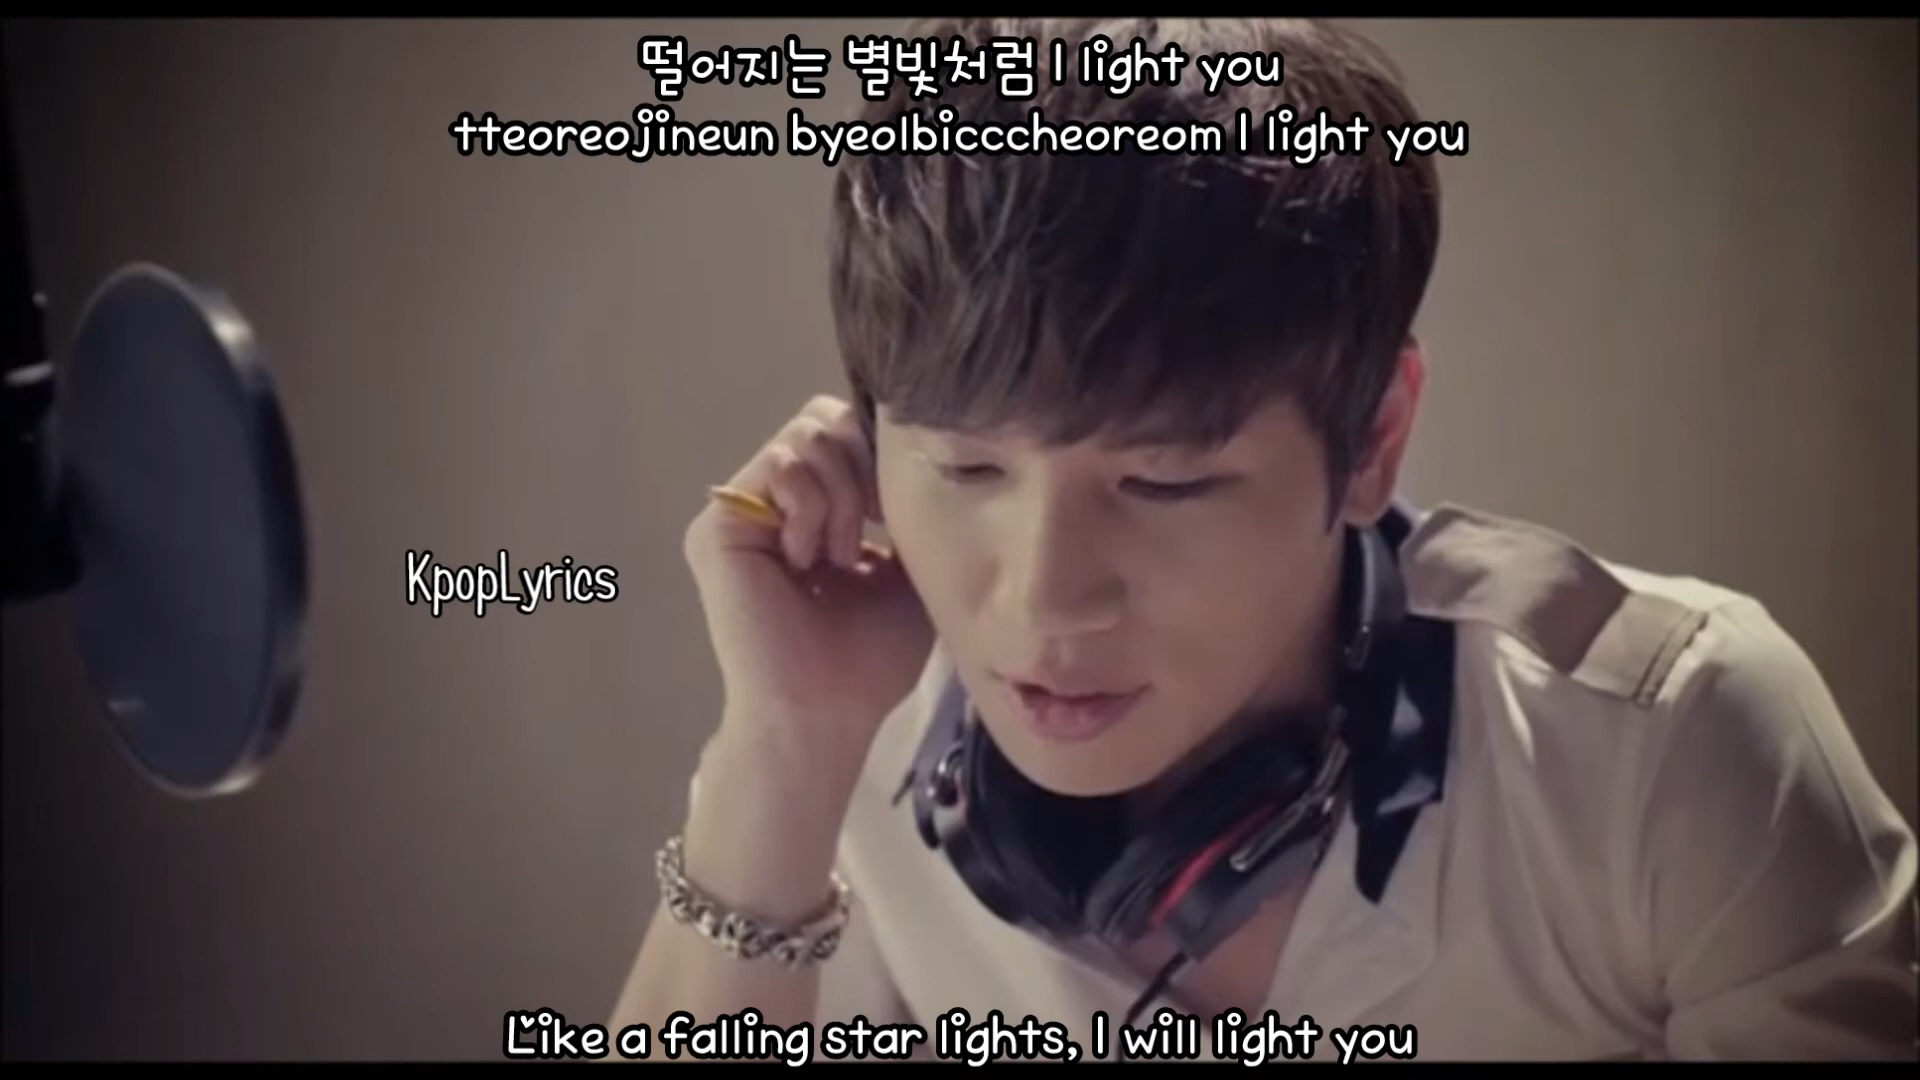 떨어지는 별빛처럼 I light you
tteoreojineun byeolbicccheoreom I light you
KpopLyrics
Like a falling star lights, I will light you